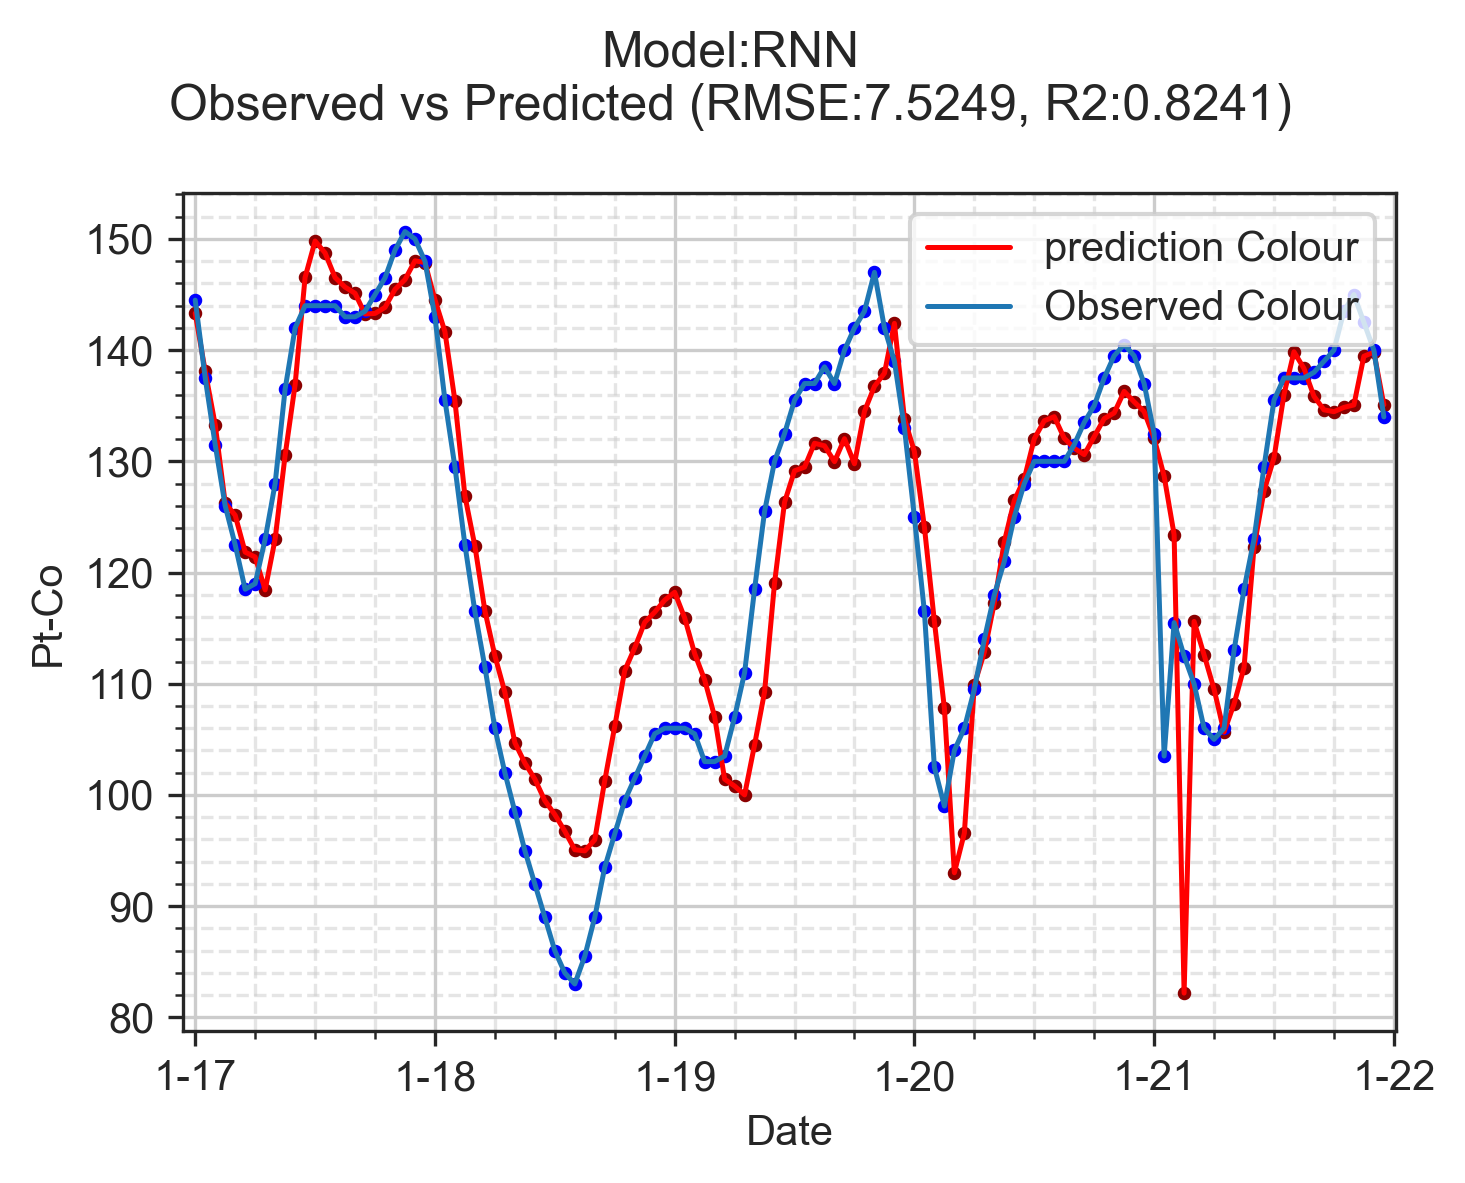 Model:RNN
Observed vs Predicted (RMSE:7.5249, R2:0.8241)
prediction Colour
Observed Colour
150
140
130
120
110
100
90
80
Pt-Co
1-17
1-18
1-19
1-20
1-21
1-22
Date